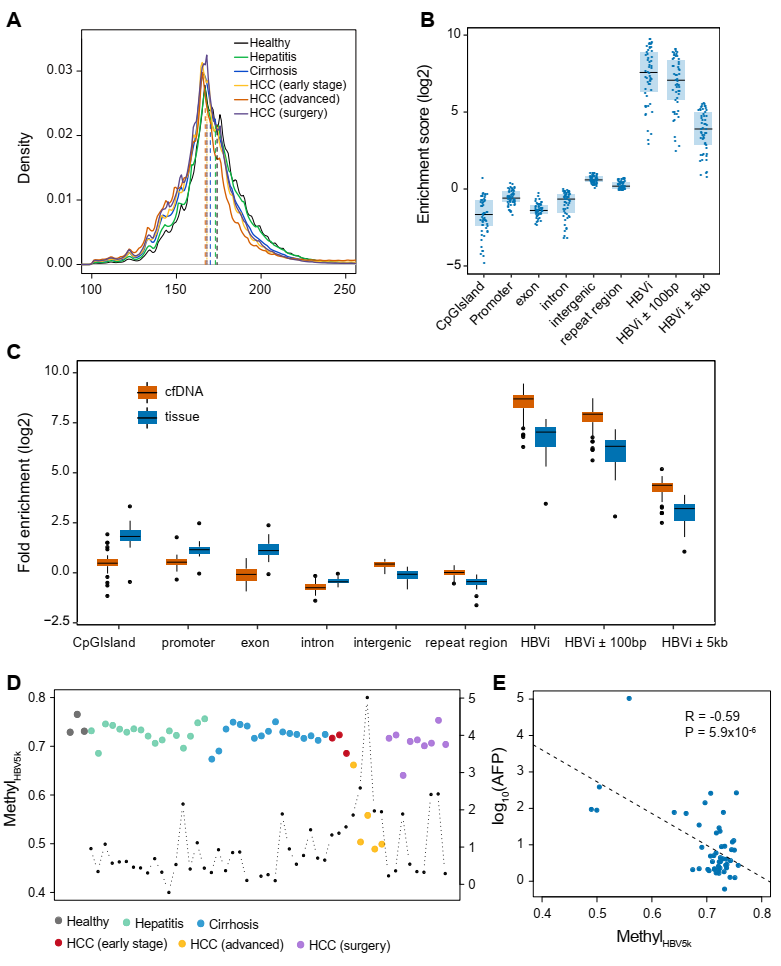 A
Density
0.03
0.02
0.01
0.00
100
150
200
250
Healthy
Hepatitis
Cirrhosis
HCC (early stage)
HCC (advanced)
HCC (surgery)
B
Enrichment score (log2)
10
5
0
−5
CpGIsland
Promoter
exon
intron
intergenic
repeat region
HBVi
HBVi ± 100bp
HBVi ± 5kb
C
Fold enrichment (log2)
10.0
7.5
5.0
2.5
0.0
−2.5
cfDNA
tissue
CpGIsland
promoter
exon
intron
intergenic
repeat region
HBVi
HBVi ± 100bp
HBVi ± 5kb
D
MethylHBV5k
0.8
0.7
0.6
0.5
0.4
5
4
3
2
1
0
log10(AFP)
Healthy
Hepatitis
Cirrhosis
HCC (early stage)
HCC (advanced)
HCC (surgery)
E
5
4
3
2
1
0
R = -0.59
P = 5.9x10-6
0.4
0.5
0.6
0.7
0.8
MethylHBV5k